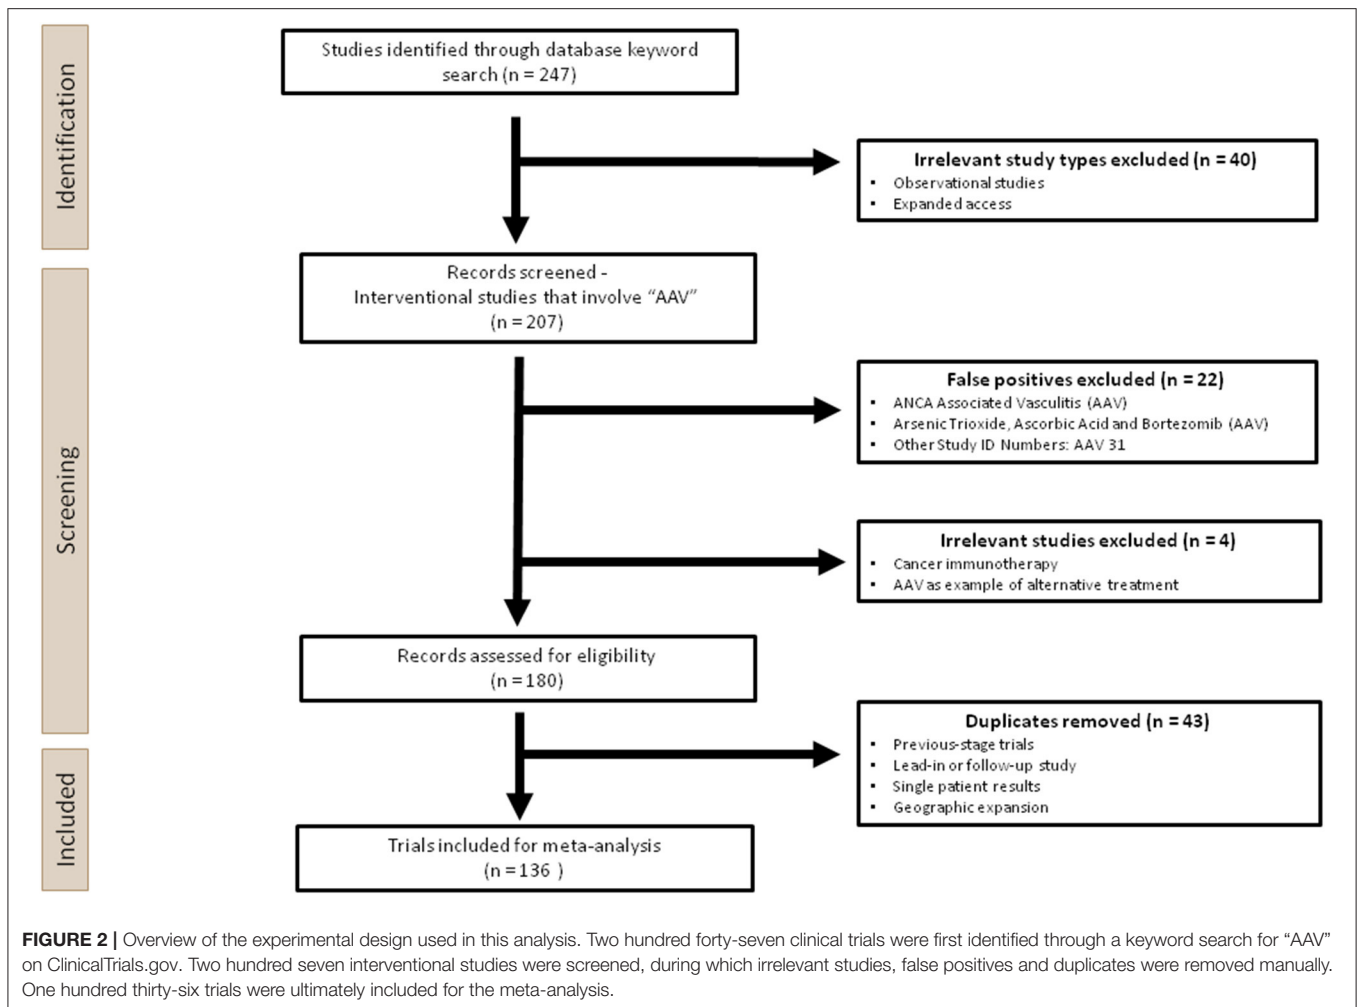 Identification
Studies identified through database keyword
search (n = 247)
Irrelevant study types excluded (n = 40)
▪ Observational studies
▪ Expanded access
Screening
Records screened -
Interventional studies that involve “AAV”
(n = 207)
False positives excluded (n = 22)
▪ ANCA Associated Vasculitis (AAV)
▪ Arsenic Trioxide, Ascorbic Acid and Bortezomib (AAV)
▪ Other Study ID Numbers: AAV 31
Irrelevant studies excluded (n = 4)
▪ Cancer immunotherapy
▪ AAV as example of alternative treatment
Records assessed for eligibility
(n = 180)
Duplicates removed (n = 43)
▪ Previous-stage trials
▪ Lead-in or follow-up study
▪ Single patient results
▪ Geographic expansion
Included
Trials included for meta-analysis
(n = 136 )
FIGURE 2 | Overview of the experimental design used in this analysis. Two hundred forty-seven clinical trials were first identified through a keyword search for “AAV”
on ClinicalTrials.gov. Two hundred seven interventional studies were screened, during which irrelevant studies, false positives and duplicates were removed manually.
One hundred thirty-six trials were ultimately included for the meta-analysis.